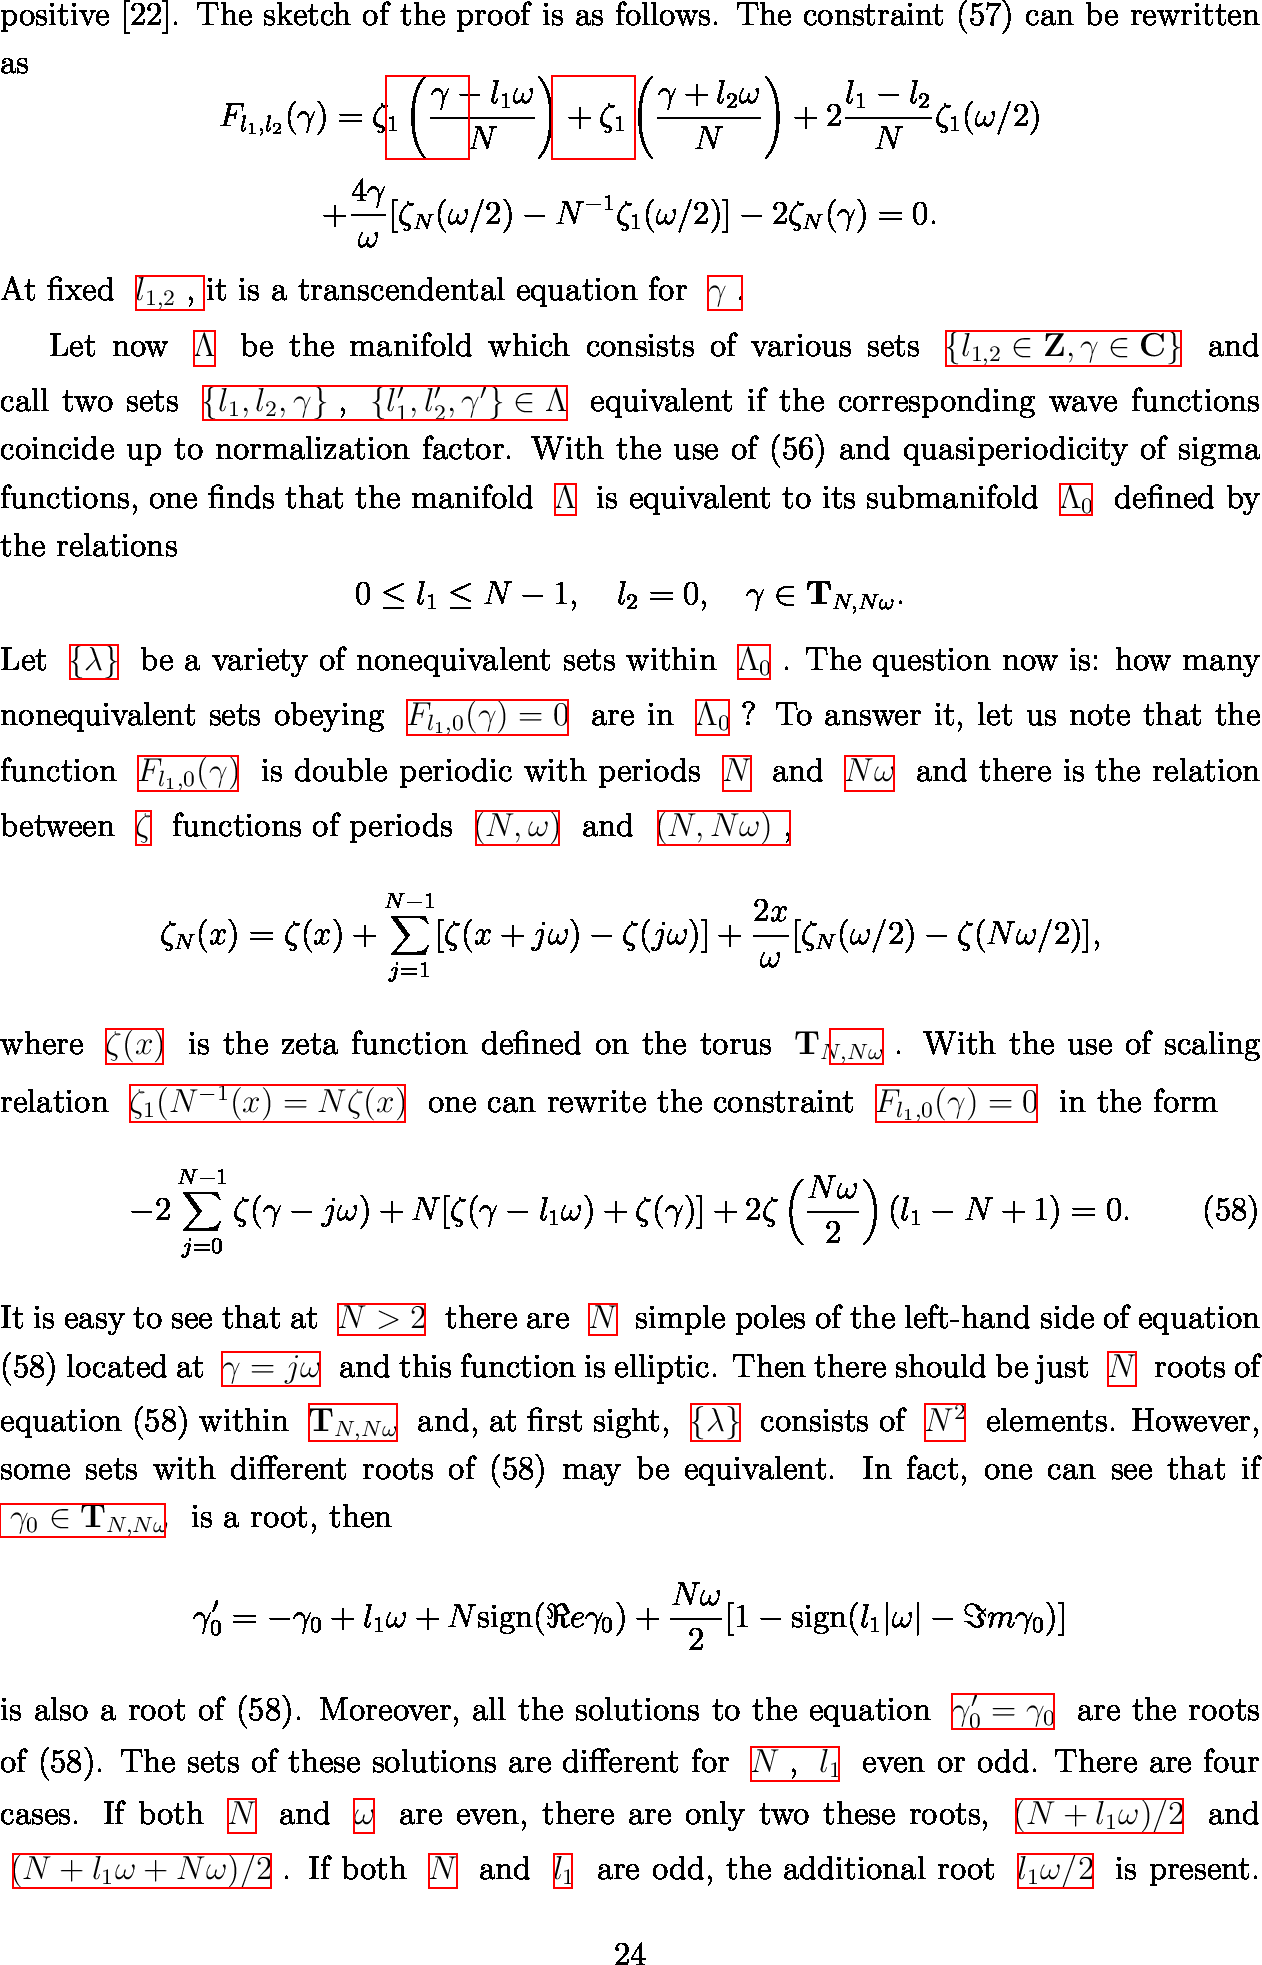 positive [22]. The sketch of the proof is as follows. The constraint (57) can be rewritten
as
$F_{l_1,l_2}(\gamma) = \zeta_1\left(\frac{\gamma - l_1\omega}{N}\right) + \zeta_1\left(\frac{\gamma + l_2\omega}{N}\right) + 2\frac{l_1 - l_2}{N}\zeta_1(\omega/2)$
$+\frac{4\gamma}{\omega}[\zeta_N(\omega/2) - N^{-1}\zeta_1(\omega/2)] - 2\zeta_N(\gamma) = 0.$
At fixed $l_{1,2}$ , it is a transcendental equation for $\gamma$ .
Let now $\Lambda$ be the manifold which consists of various sets $\{l_{1,2} \in \mathbf{Z}, \gamma \in \mathbf{C}\}$ and
call two sets $\{l_1, l_2, \gamma\}$ , $\{l_1', l_2', \gamma'\} \in \Lambda$ equivalent if the corresponding wave functions
coincide up to normalization factor. With the use of (56) and quasiperiodicity of sigma
functions, one finds that the manifold $\Lambda$ is equivalent to its submanifold $\Lambda_0$ defined by
the relations
$0 \leq l_1 \leq N - 1, \quad l_2 = 0, \quad \gamma \in \mathbf{T}_{N,N\omega}.$
Let $\{\lambda\}$ be a variety of nonequivalent sets within $\Lambda_0$ . The question now is: how many
nonequivalent sets obeying $F_{l_1,0}(\gamma) = 0$ are in $\Lambda_0$ ? To answer it, let us note that the
function $F_{l_1,0}(\gamma)$ is double periodic with periods $N$ and $N\omega$ and there is the relation
between $\zeta$ functions of periods $(N, \omega)$ and $(N, N\omega)$ ,
$\zeta_N(x) = \zeta(x) + \sum_{j=1}^{N-1}[\zeta(x + j\omega) - \zeta(j\omega)] + \frac{2x}{\omega}[\zeta_N(\omega/2) - \zeta(N\omega/2)],$
where $\zeta(x)$ is the zeta function defined on the torus $\mathbf{T}_{N,N\omega}$ . With the use of scaling
relation $\zeta_1(N^{-1}(x) = N\zeta(x)$ one can rewrite the constraint $F_{l_1,0}(\gamma) = 0$ in the form
$-2\sum_{j=0}^{N-1}\zeta(\gamma - j\omega) + N[\zeta(\gamma - l_1\omega) + \zeta(\gamma)] + 2\zeta\left(\frac{N\omega}{2}\right)(l_1 - N + 1) = 0.$ (58)
It is easy to see that at $N > 2$ there are $N$ simple poles of the left-hand side of equation
(58) located at $\gamma = j\omega$ and this function is elliptic. Then there should be just $N$ roots of
equation (58) within $\mathbf{T}_{N,N\omega}$ and, at first sight, $\{\lambda\}$ consists of $N^2$ elements. However,
some sets with different roots of (58) may be equivalent. In fact, one can see that if
$\gamma_0 \in \mathbf{T}_{N,N\omega}$ is a root, then
$\gamma_0' = -\gamma_0 + l_1\omega + N\text{sign}(\Re e\gamma_0) + \frac{N\omega}{2}[1 - \text{sign}(l_1|\omega| - \Im m\gamma_0)]$
is also a root of (58). Moreover, all the solutions to the equation $\gamma_0' = \gamma_0$ are the roots
of (58). The sets of these solutions are different for $N$ , $l_1$ even or odd. There are four
cases. If both $N$ and $\omega$ are even, there are only two these roots, $(N + l_1\omega)/2$ and
$(N + l_1\omega + N\omega)/2$ . If both $N$ and $l_1$ are odd, the additional root $l_1\omega/2$ is present.
24